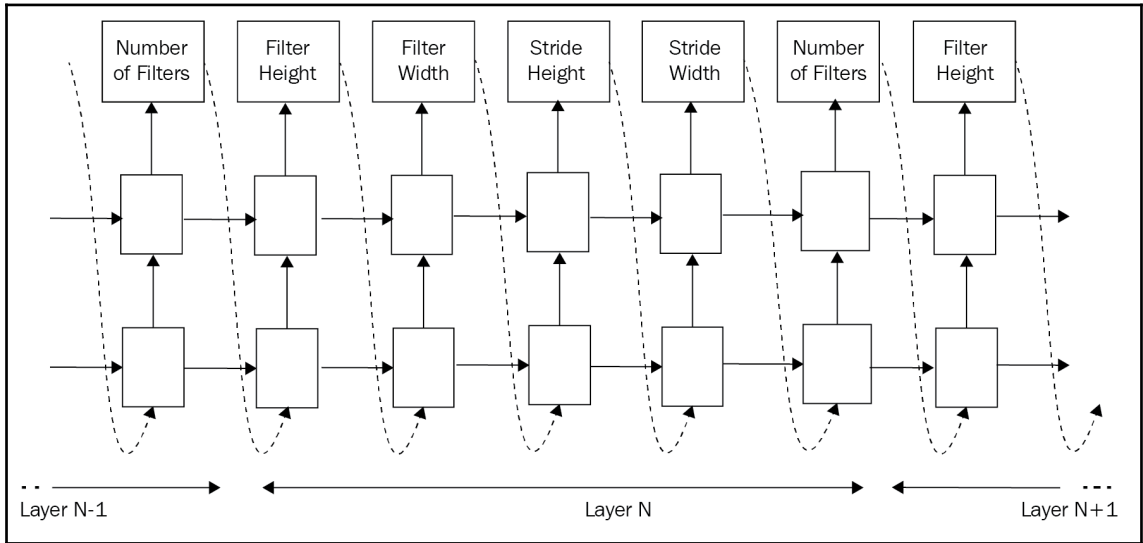 Number
of Filters
Filter
Height
Filter
Width
Stride
Height
Stride
Width
Number
of Filters
Filter
Height
Layer N-1
Layer N
Layer N+1